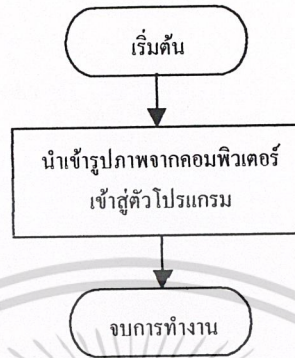 เริ่มต้น
นำเข้ารูปภาพจากคอมพิวเตอร์
เข้าสู่ตัวโปรแกรม
จบการทำงาน